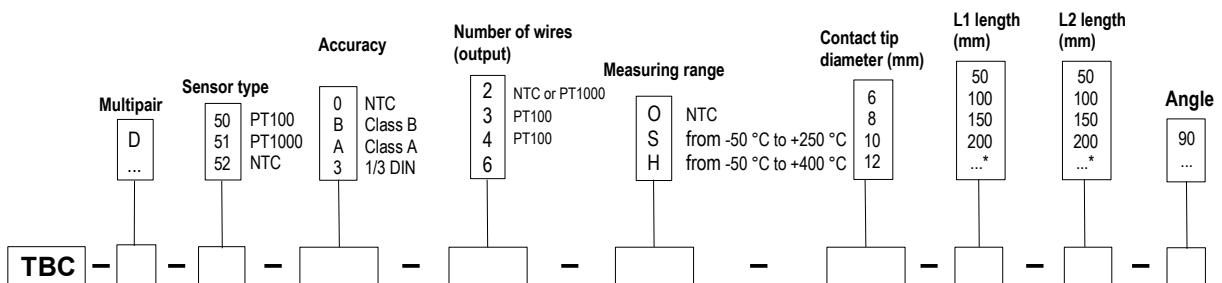 Multipair
D
...
Sensor type
50 PT100
51 PT1000
52 NTC
Accuracy
0 NTC
B Class B
A Class A
3 1/3 DIN
Number of wires
(output)
2 NTC or PT1000
3 PT100
4 PT100
6
Measuring range
O NTC
S from -50 °C to +250 °C
H from -50 °C to +400 °C
Contact tip
diameter (mm)
6
8
10
12
L1 length
(mm)
50
100
150
200
...*
L2 length
(mm)
50
100
150
200
...*
Angle
90
...
TBC – – – – – – – –